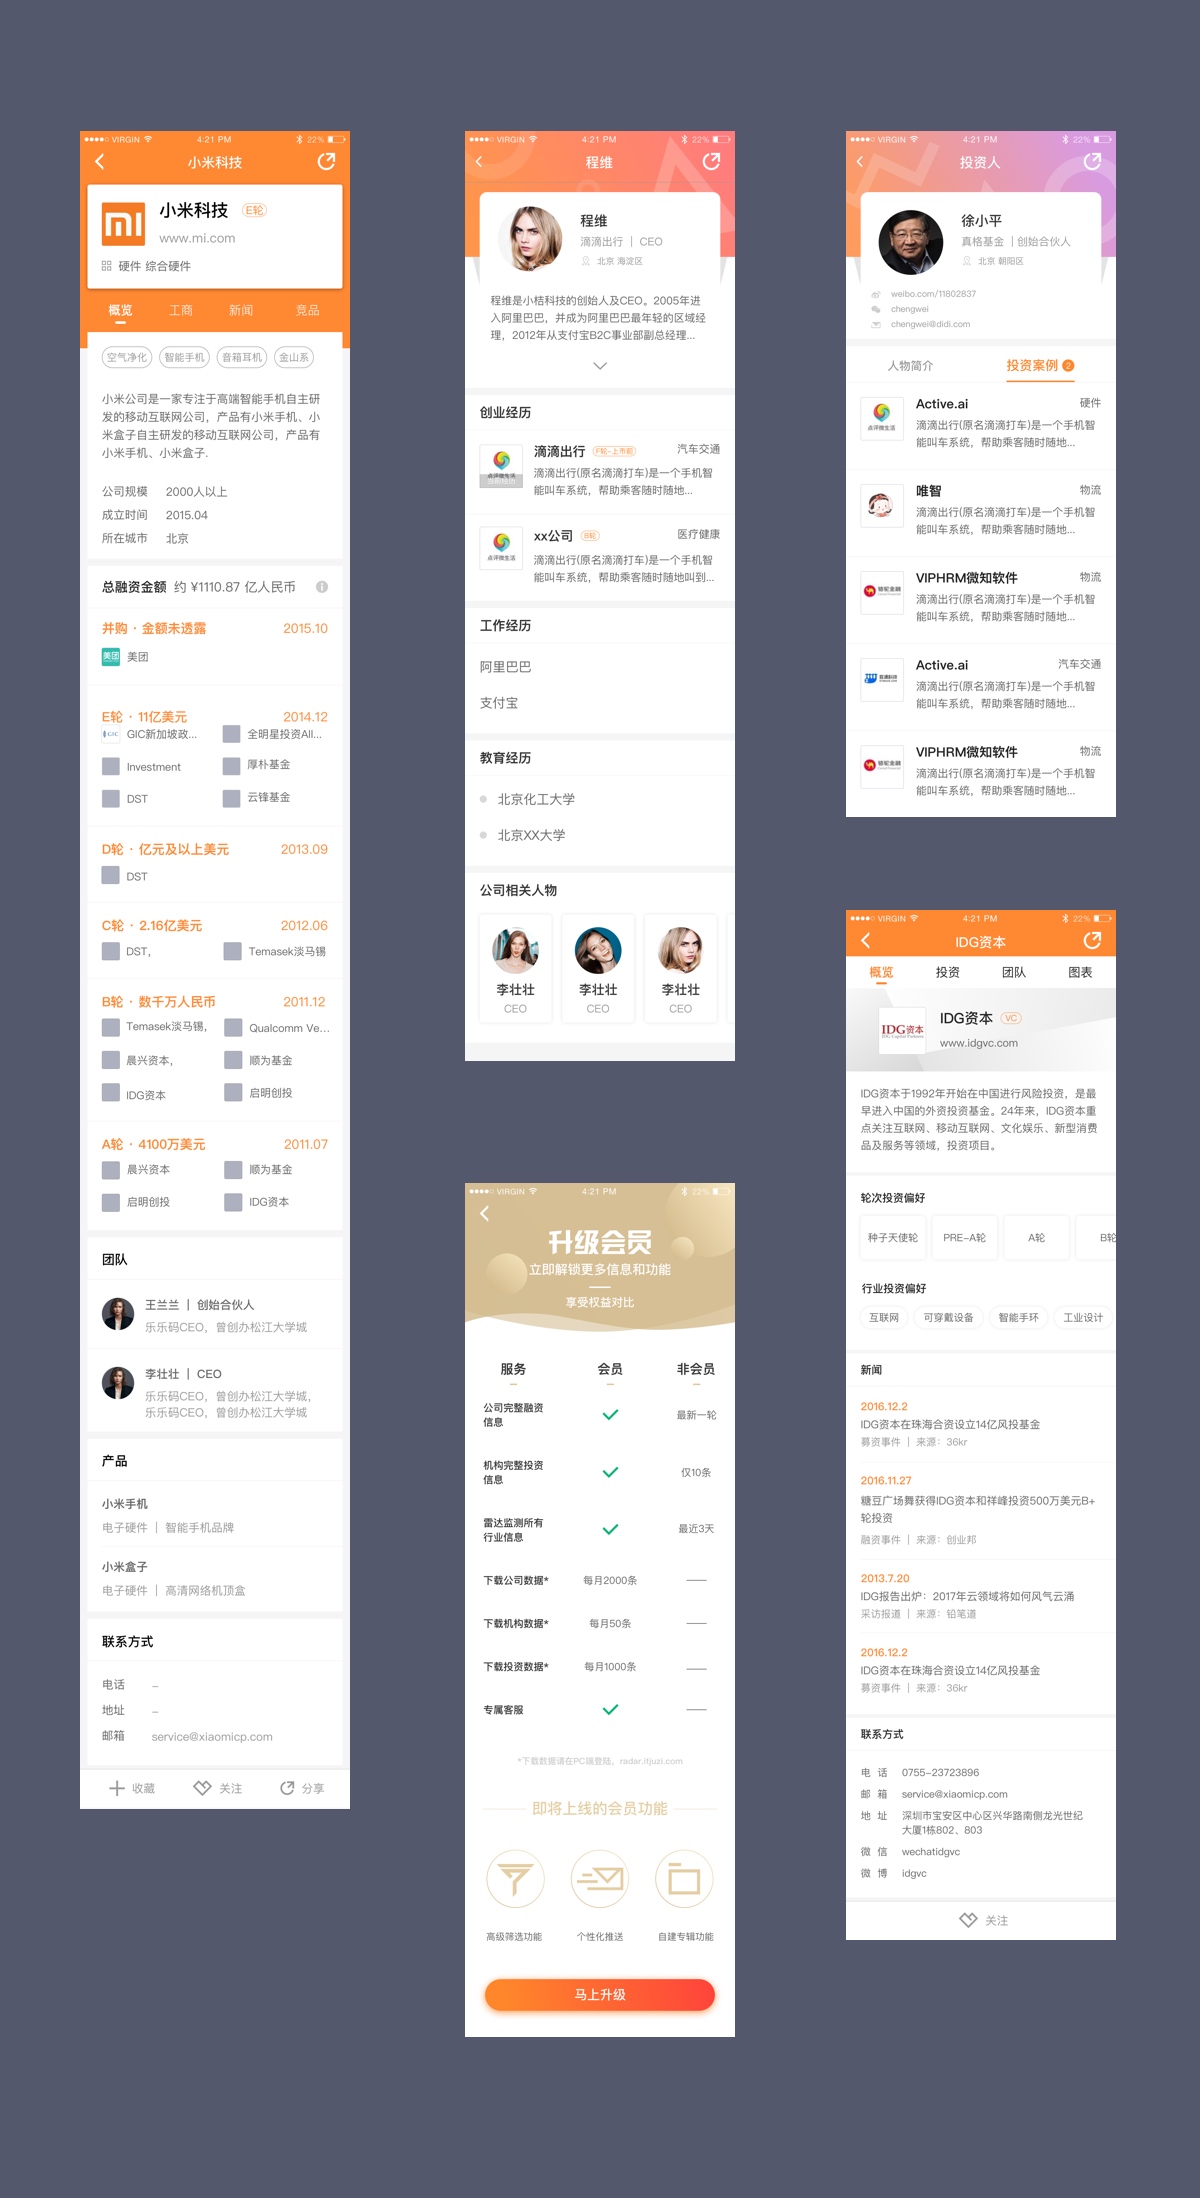 VIRGIN
4:21 PM
22%
小米科技
小米科技 E轮
www.mi.com
硬件 综合硬件
概览 工商 新闻 竞品
空气净化 智能手机 音箱耳机 金山系
小米公司是一家专注于高端智能手机自主研
发的移动互联网公司，产品有小米手机、小
米盒子自主研发的移动互联网公司，产品有
小米手机、小米盒子.
公司规模 2000人以上
成立时间 2015.04
所在城市 北京
总融资金额 约 ¥1110.87 亿人民币
并购 · 金额未透露 2015.10
美团 美团
E轮 · 11亿美元 2014.12
GIC GIC新加坡政... 全明星投资All...
Investment 厚朴基金
DST 云锋基金
D轮 · 亿元及以上美元 2013.09
DST
C轮 · 2.16亿美元 2012.06
DST， Temasek淡马锡
B轮 · 数千万人民币 2011.12
Temasek淡马锡， Qualcomm Ve...
晨兴资本， 顺为基金
IDG资本 启明创投
A轮 · 4100万美元 2011.07
晨兴资本 顺为基金
启明创投 IDG资本
团队
王兰兰 | 创始合伙人
乐乐码CEO，曾创办松江大学城
李壮壮 | CEO
乐乐码CEO，曾创办松江大学城，
乐乐码CEO，曾创办松江大学城
产品
小米手机
电子硬件 | 智能手机品牌
小米盒子
电子硬件 | 高清网络机顶盒
联系方式
电话 –
地址 –
邮箱 service@xiaomicp.com
收藏 关注 分享
VIRGIN
4:21 PM
22%
程维
程维
滴滴出行 | CEO
北京 海淀区
程维是小桔科技的创始人及CEO。2005年进
入阿里巴巴，并成为阿里巴巴最年轻的区域经
理，2012年从支付宝B2C事业部副总经理...
创业经历
滴滴出行 F轮-上市前 汽车交通
滴滴出行(原名滴滴打车)是一个手机智
能叫车系统，帮助乘客随时随地...
xx公司 B轮 医疗健康
点评微生活
滴滴出行(原名滴滴打车)是一个手机智
能叫车系统，帮助乘客随时随地叫到...
工作经历
阿里巴巴
支付宝
教育经历
北京化工大学
北京XX大学
公司相关人物
李壮壮 李壮壮 李壮壮
CEO CEO CEO
VIRGIN
4:21 PM
22%
升级会员
立即解锁更多信息和功能
享受权益对比
服务 会员 非会员
公司完整融资
信息
最新一轮
机构完整投资
信息
仅10条
雷达监测所有
行业信息
最近3天
下载公司数据* 每月2000条 —
下载机构数据* 每月50条 —
下载投资数据* 每月1000条 —
专属客服 —
*下载数据请在PC端登陆，radar.itjuzi.com
即将上线的会员功能
高级筛选功能 个性化推送 自建专辑功能
马上升级
VIRGIN
4:21 PM
22%
投资人
徐小平
真格基金 | 创始合伙人
北京 朝阳区
weibo.com/11802837
chengwei
chengwei@didi.com
人物简介 投资案例 2
Active.ai 硬件
点评微生活
滴滴出行(原名滴滴打车)是一个手机智
能叫车系统，帮助乘客随时随地...
唯智 物流
滴滴出行(原名滴滴打车)是一个手机智
能叫车系统，帮助乘客随时随地...
VIPHRM微知软件 物流
骆驼金融
滴滴出行(原名滴滴打车)是一个手机智
能叫车系统，帮助乘客随时随地...
Active.ai 汽车交通
滴滴出行(原名滴滴打车)是一个手机智
能叫车系统，帮助乘客随时随地...
VIPHRM微知软件 物流
骆驼金融
滴滴出行(原名滴滴打车)是一个手机智
能叫车系统，帮助乘客随时随地...
VIRGIN
4:21 PM
22%
IDG资本
概览 投资 团队 图表
IDG资本
IDG Capital Partners
IDG资本 VC
www.idgvc.com
IDG资本于1992年开始在中国进行风险投资，是最
早进入中国的外资投资基金。24年来，IDG资本重
点关注互联网、移动互联网、文化娱乐、新型消费
品及服务等领域，投资项目。
轮次投资偏好
种子天使轮 PRE-A轮 A轮 B轮
行业投资偏好
互联网 可穿戴设备 智能手环 工业设计
新闻
2016.12.2
IDG资本在珠海合资设立14亿风投基金
募资事件 | 来源：36kr
2016.11.27
糖豆广场舞获得IDG资本和祥峰投资500万美元B+
轮投资
融资事件 | 来源：创业邦
2013.7.20
IDG报告出炉：2017年云领域将如何风气云涌
采访报道 | 来源：铅笔道
2016.12.2
IDG资本在珠海合资设立14亿风投基金
募资事件 | 来源：36kr
联系方式
电 话 0755-23723896
邮 箱 service@xiaomicp.com
地 址 深圳市宝安区中心区兴华路南侧龙光世纪
大厦1栋802、803
微 信 wechatidgvc
微 博 idgvc
关注